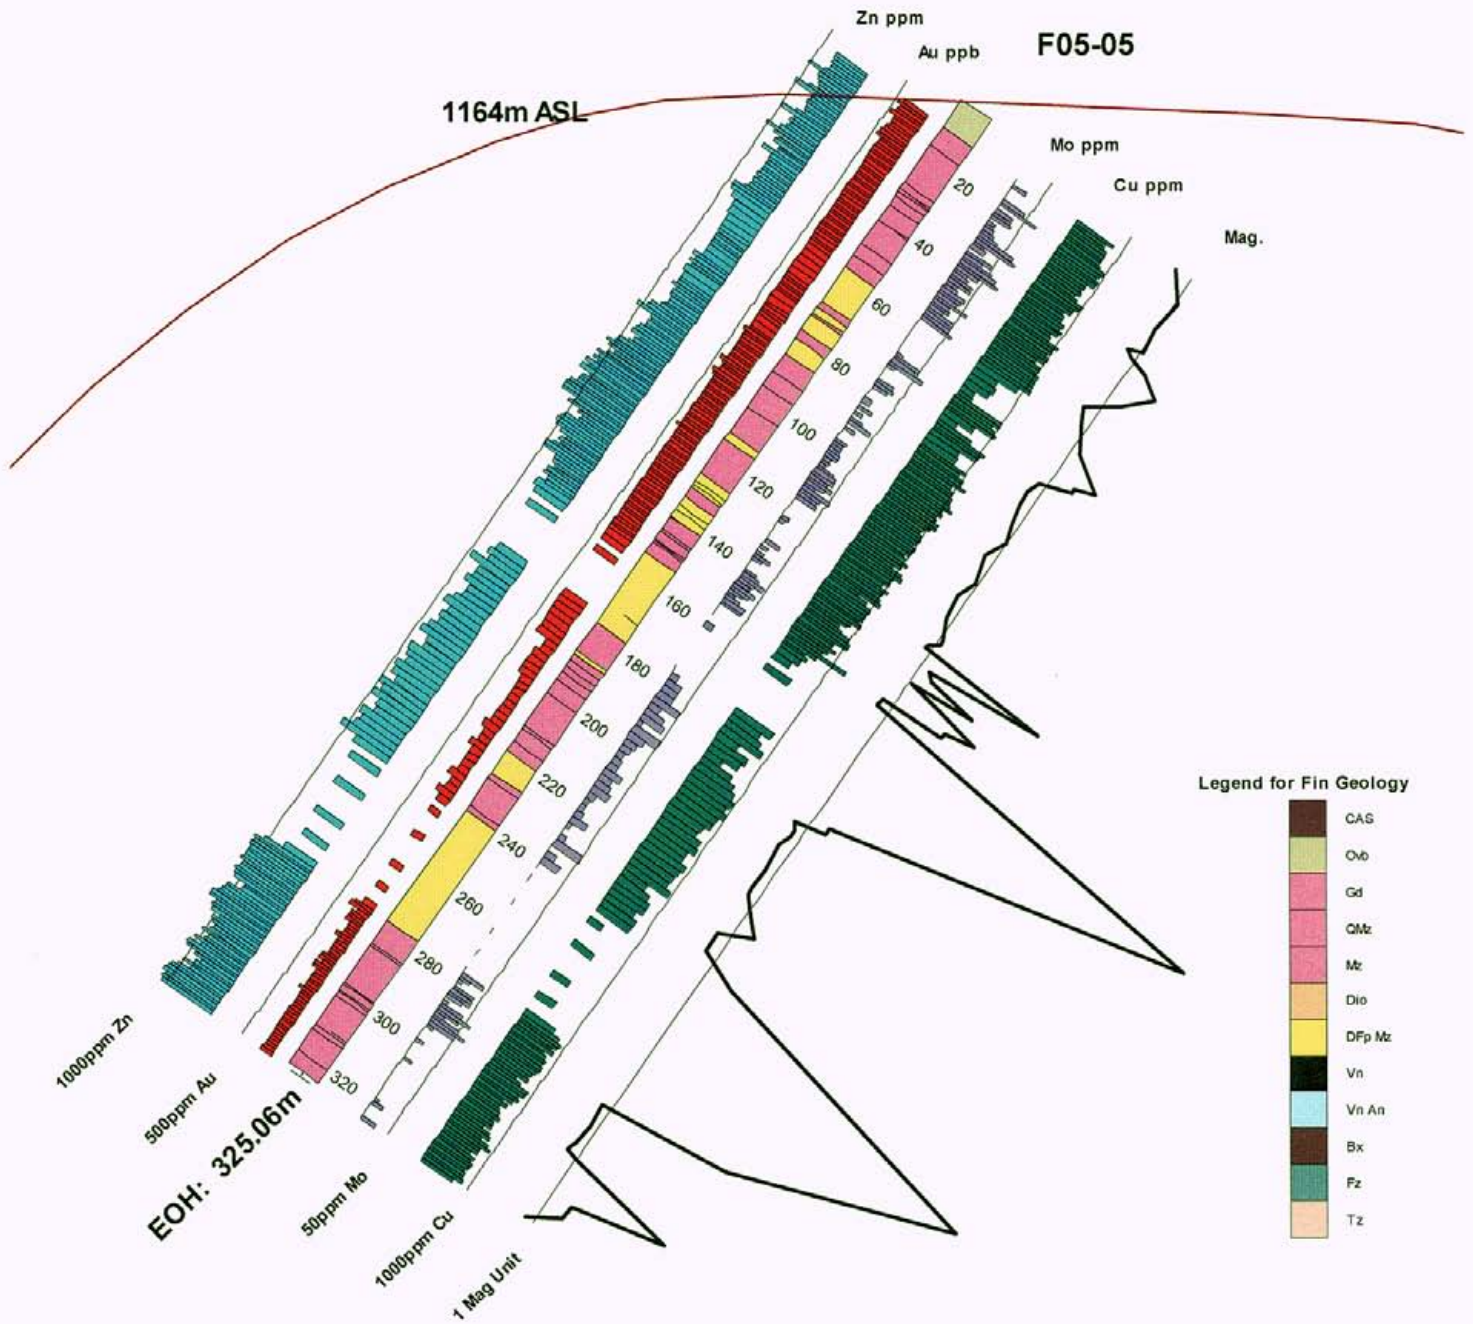 Zn ppm
Au ppb
F05-05
1164m ASL
Mo ppm
Cu ppm
Mag.
20
40
60
80
100
120
140
160
180
200
220
240
260
280
300
320
1000ppm Zn
500ppm Au
EOH: 325.06m
50ppm Mo
1000ppm Cu
1 Mag Unit
Legend for Fin Geology
CAS
Ovb
Gd
QMz
Mz
Dio
DFp Mz
Vn
Vn An
Bx
Fz
Tz